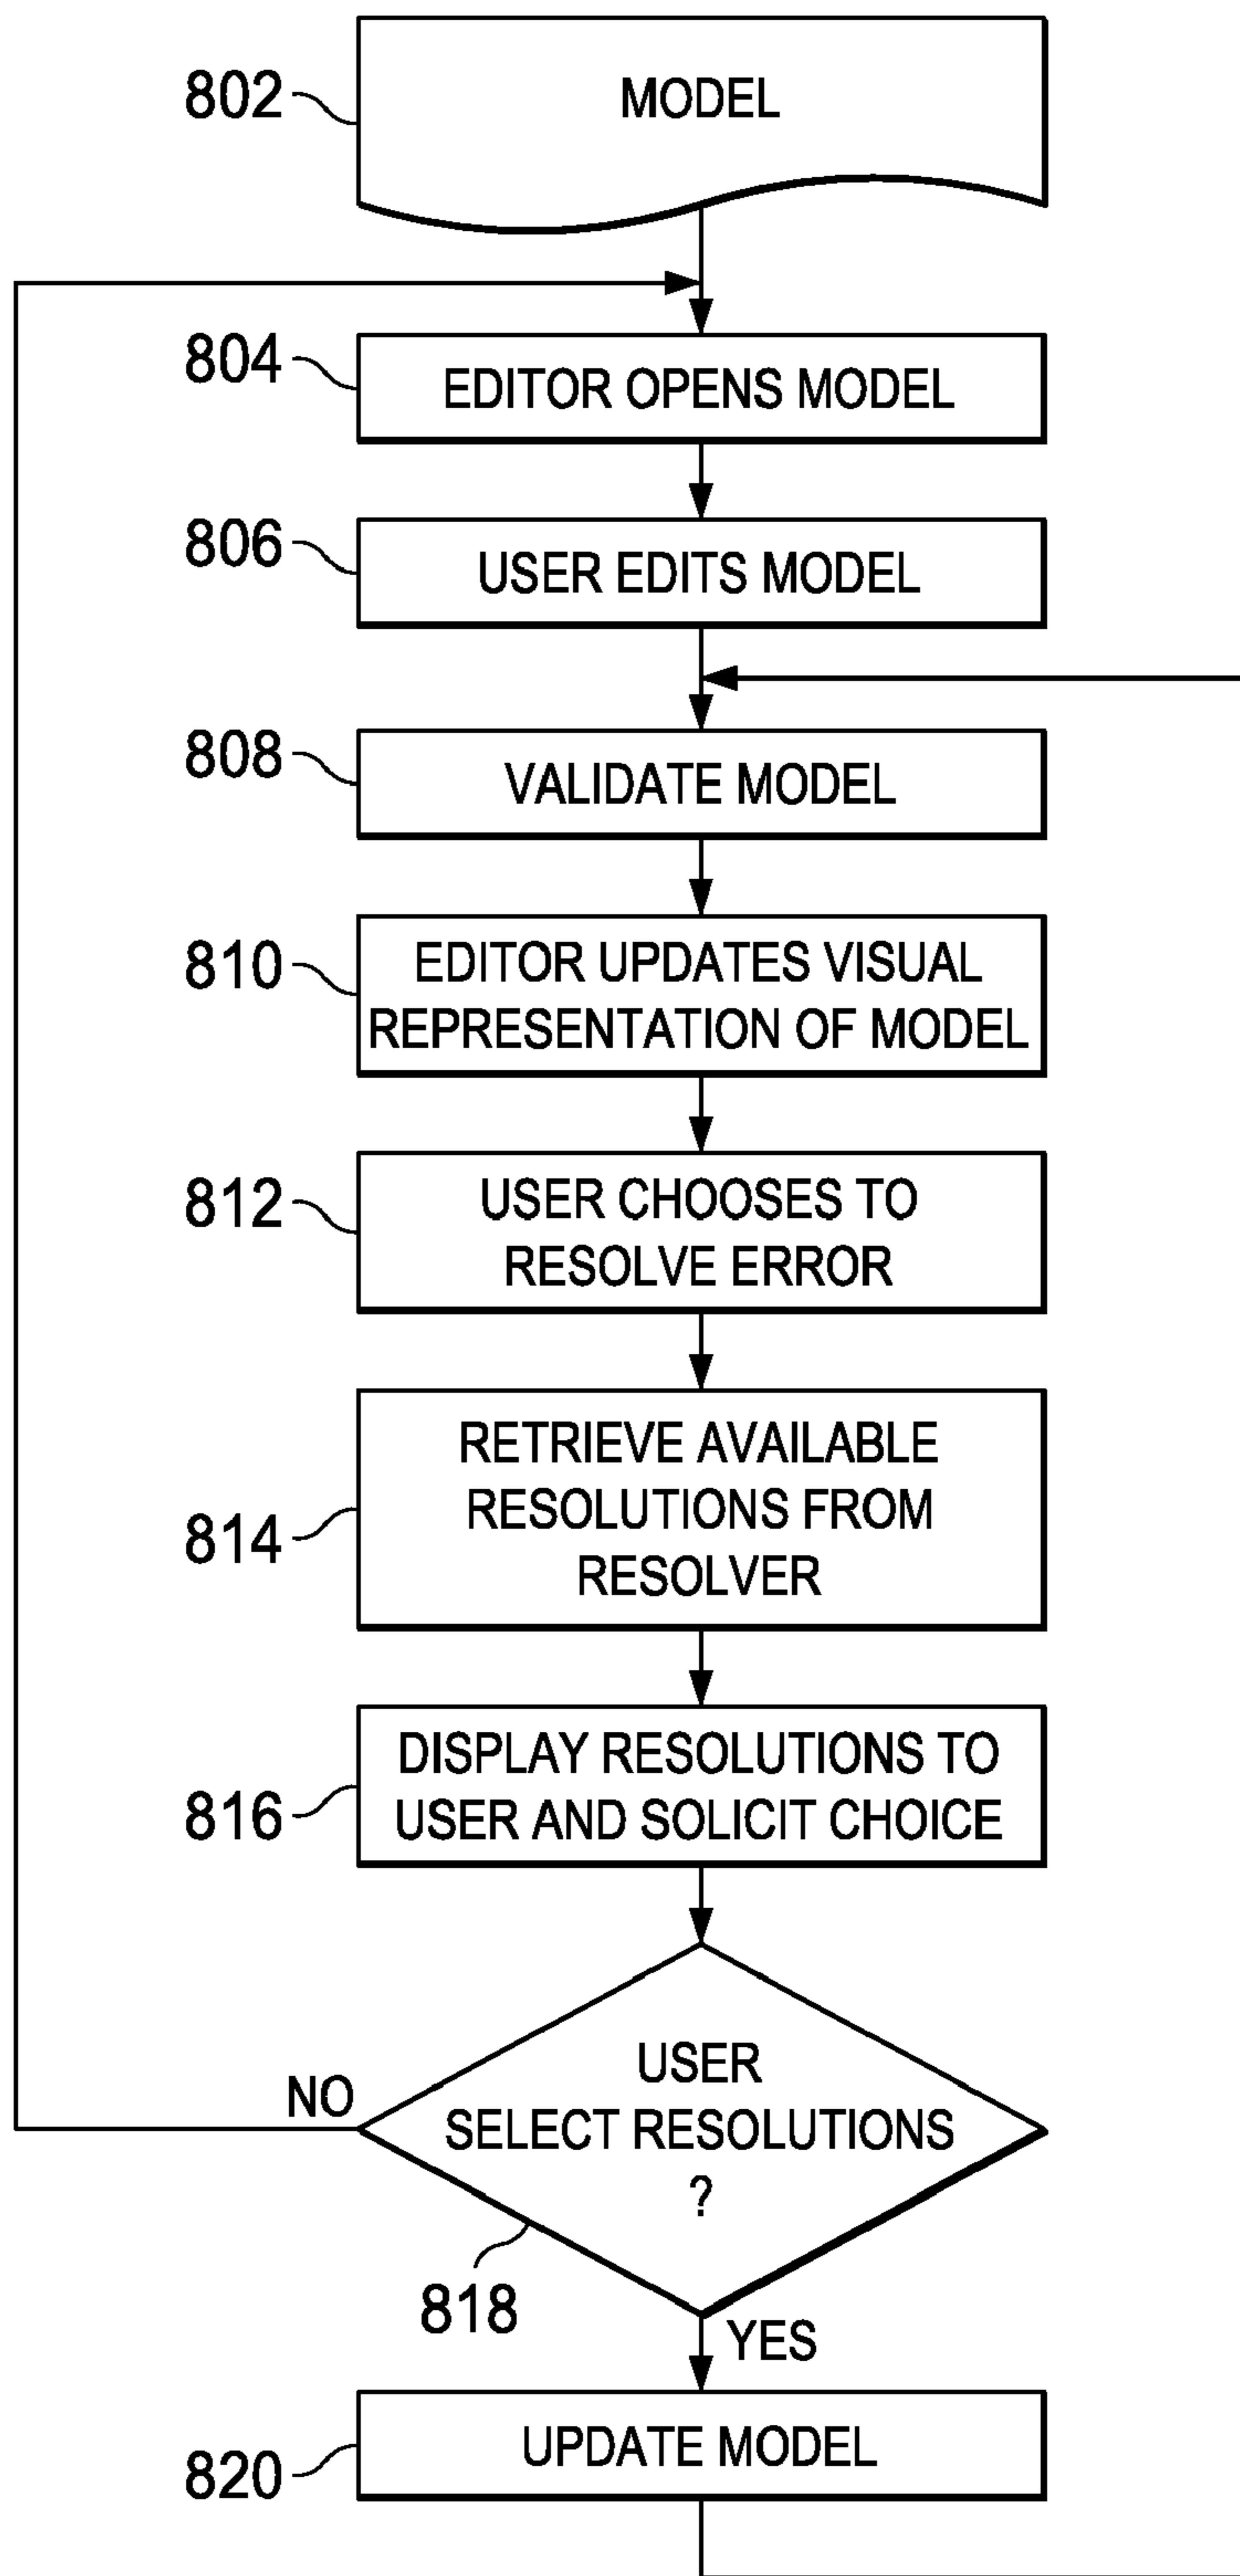 802
MODEL
804
EDITOR OPENS MODEL
806
USER EDITS MODEL
808
VALIDATE MODEL
810
EDITOR UPDATES VISUAL
REPRESENTATION OF MODEL
812
USER CHOOSES TO
RESOLVE ERROR
814
RETRIEVE AVAILABLE
RESOLUTIONS FROM
RESOLVER
816
DISPLAY RESOLUTIONS TO
USER AND SOLICIT CHOICE
NO
USER
SELECT RESOLUTIONS
?
818
YES
820
UPDATE MODEL